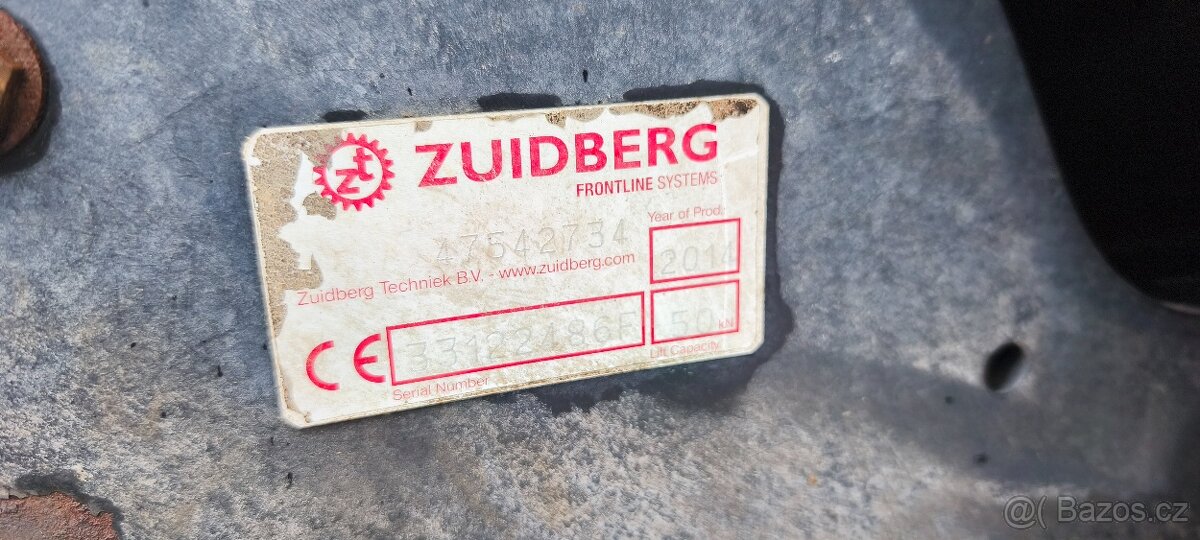 zt ZUIDBERG
FRONTLINE SYSTEMS
47542734
Year of Prod.:
2014
Zuidberg Techniek B.V. - www.zuidberg.com
CE
50 kN
Serial Number
Lift Capacity
@( Bazos.cz